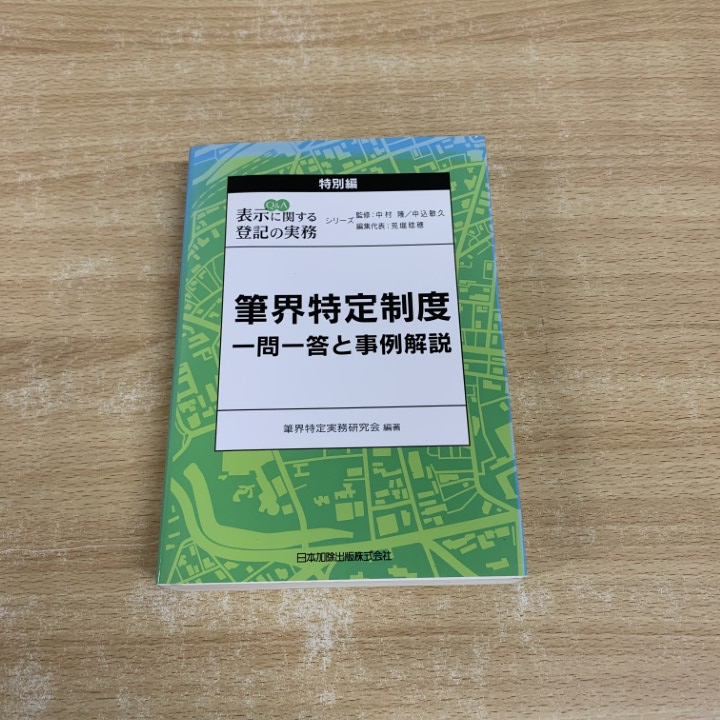 特別編
Q&A
表示に関する
登記の実務
シリーズ
監修：中村 隆／中込敏久
編集代表：荒堀稔穂
筆界特定制度
一問一答と事例解説
筆界特定実務研究会 編著
日本加除出版株式会社